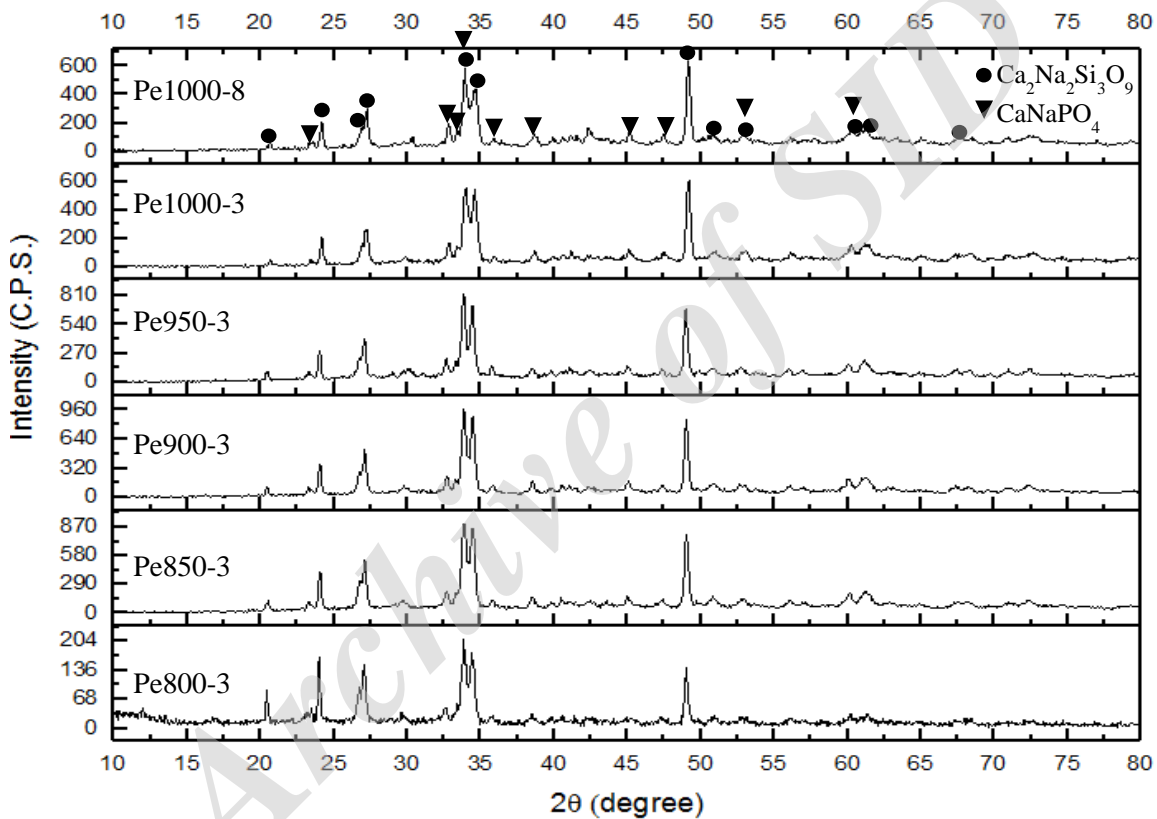 10 15 20 25 30 35 40 45 50 55 60 65 70 75 80
600
400
200
0
Pe1000-8
Ca₂Na₂Si₃O₉
CaNaPO₄
600
400
200
0
Pe1000-3
810
540
270
0
Pe950-3
960
640
320
0
Pe900-3
870
580
290
0
Pe850-3
204
136
68
0
Pe800-3
10 15 20 25 30 35 40 45 50 55 60 65 70 75 80
2θ (degree)
Intensity (C.P.S.)
Archive of SID